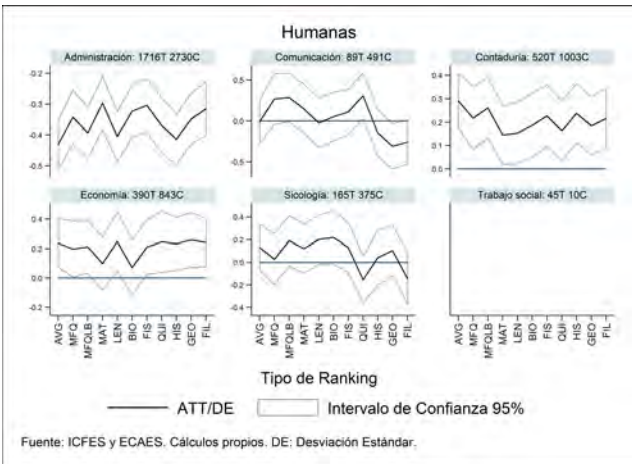 Humanas
Administración: 1716T 2730C
Comunicación: 89T 491C
Contaduría: 520T 1003C
-0.2
-0.3
-0.4
-0.5
0.5
0.0
-0.5
0.4
0.3
0.2
0.1
0.0
Economía: 390T 843C
Sicología: 165T 375C
Trabajo social: 45T 10C
0.4
0.2
0.0
-0.2
0.4
0.2
0.0
-0.2
-0.4
AVG MFQ MFQLB MAT LEN BIO FIS QUI HIS GEO FIL
AVG MFQ MFQLB MAT LEN BIO FIS QUI HIS GEO FIL
AVG MFQ MFQLB MAT LEN BIO FIS QUI HIS GEO FIL
Tipo de Ranking
ATT/DE
Intervalo de Confianza 95%
Fuente: ICFES y ECAES. Cálculos propios. DE: Desviación Estándar.